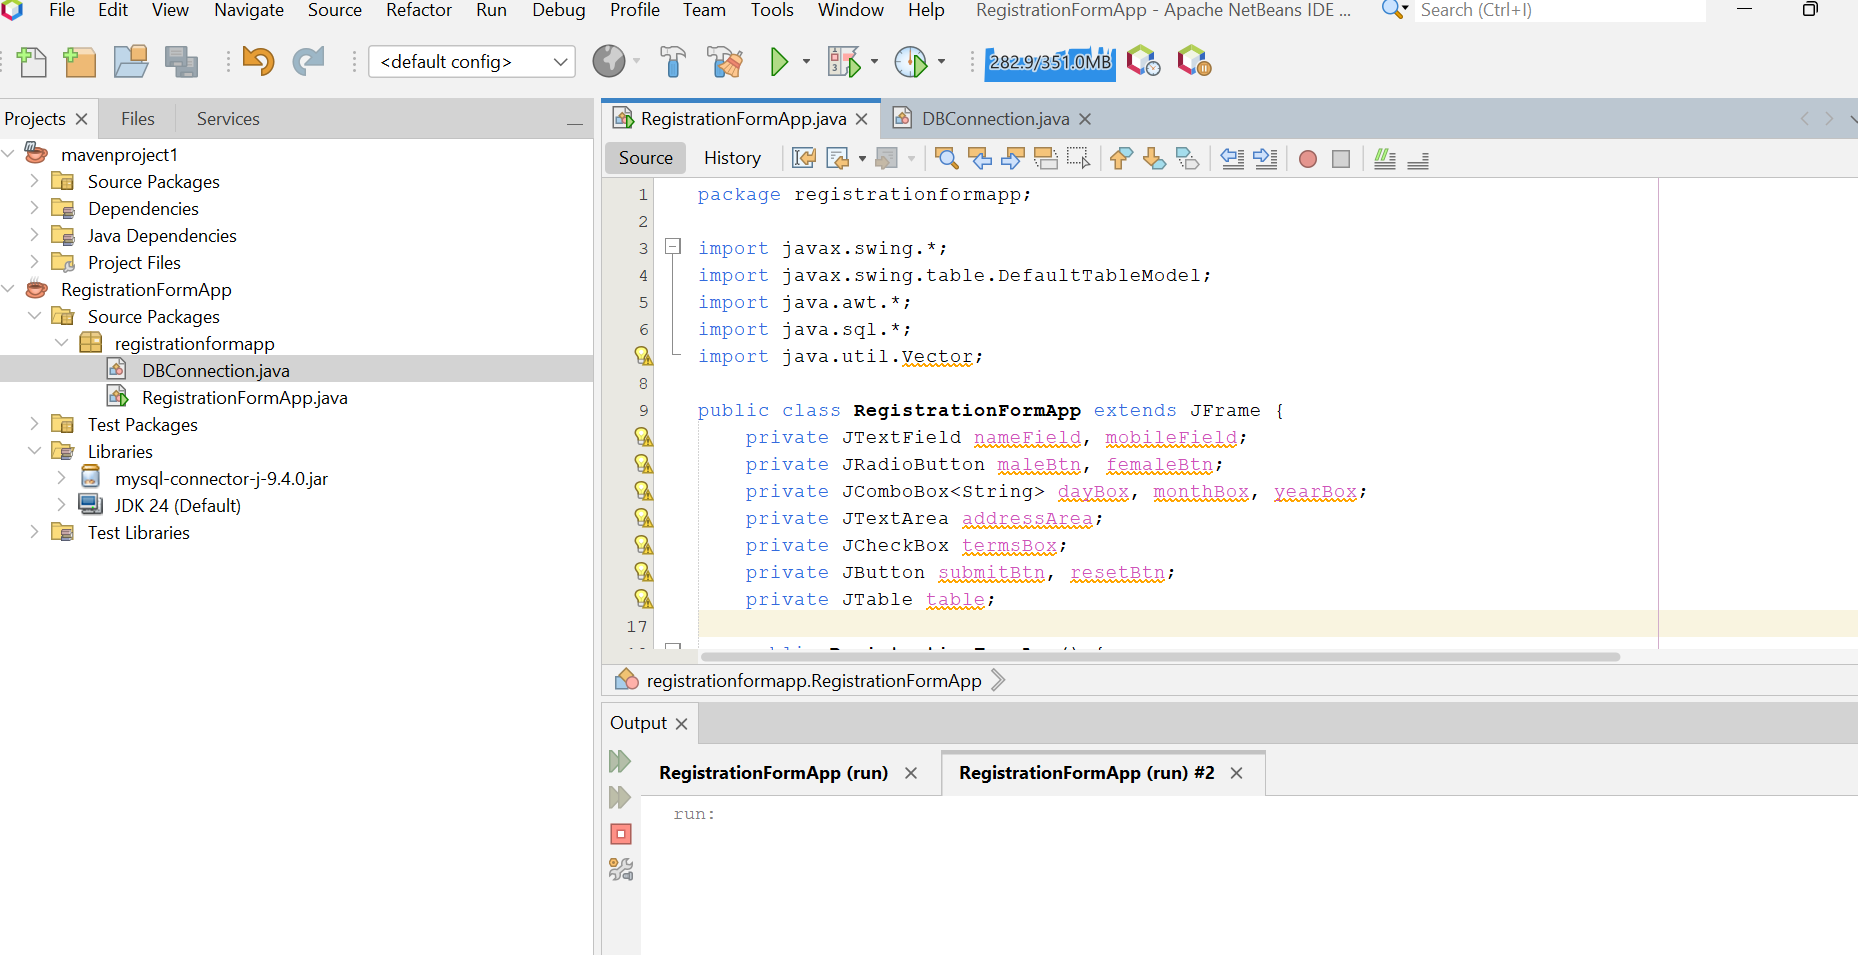 File Edit View Navigate Source Refactor Run Debug Profile Team Tools Window Help RegistrationFormApp - Apache NetBeans IDE ... Search (Ctrl+I)
<default config> 282.9/351.0MB
Projects Files Services
mavenproject1
Source Packages
Dependencies
Java Dependencies
Project Files
RegistrationFormApp
Source Packages
registrationformapp
DBConnection.java
RegistrationFormApp.java
Test Packages
Libraries
mysql-connector-j-9.4.0.jar
JDK 24 (Default)
Test Libraries
RegistrationFormApp.java DBConnection.java
Source History
1 package registrationformapp;
2
3 import javax.swing.*;
4 import javax.swing.table.DefaultTableModel;
5 import java.awt.*;
6 import java.sql.*;
import java.util.Vector;
8
9 public class RegistrationFormApp extends JFrame {
private JTextField nameField, mobileField;
private JRadioButton maleBtn, femaleBtn;
private JComboBox<String> dayBox, monthBox, yearBox;
private JTextArea addressArea;
private JCheckBox termsBox;
private JButton submitBtn, resetBtn;
private JTable table;
17
registrationformapp.RegistrationFormApp
Output
RegistrationFormApp (run) RegistrationFormApp (run) #2
run: